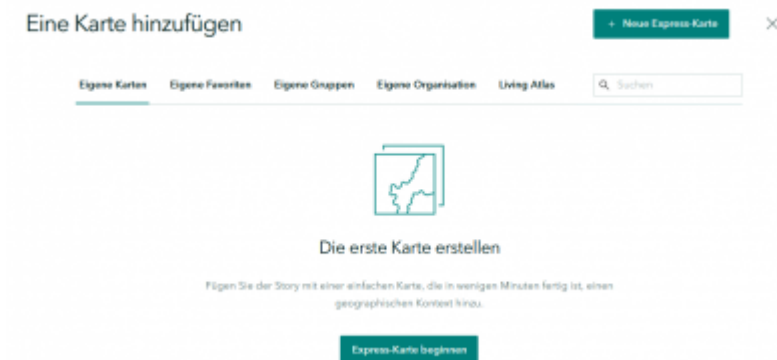 Eine Karte hinzufügen
+ Neue Express-Karte
Eigene Karten Eigene Favoriten Eigene Gruppen Eigene Organisation Living Atlas Suchen
Die erste Karte erstellen
Fügen Sie der Story mit einer einfachen Karte, die in wenigen Minuten fertig ist, einen
geographischen Kontext hinzu.
Express-Karte beginnen